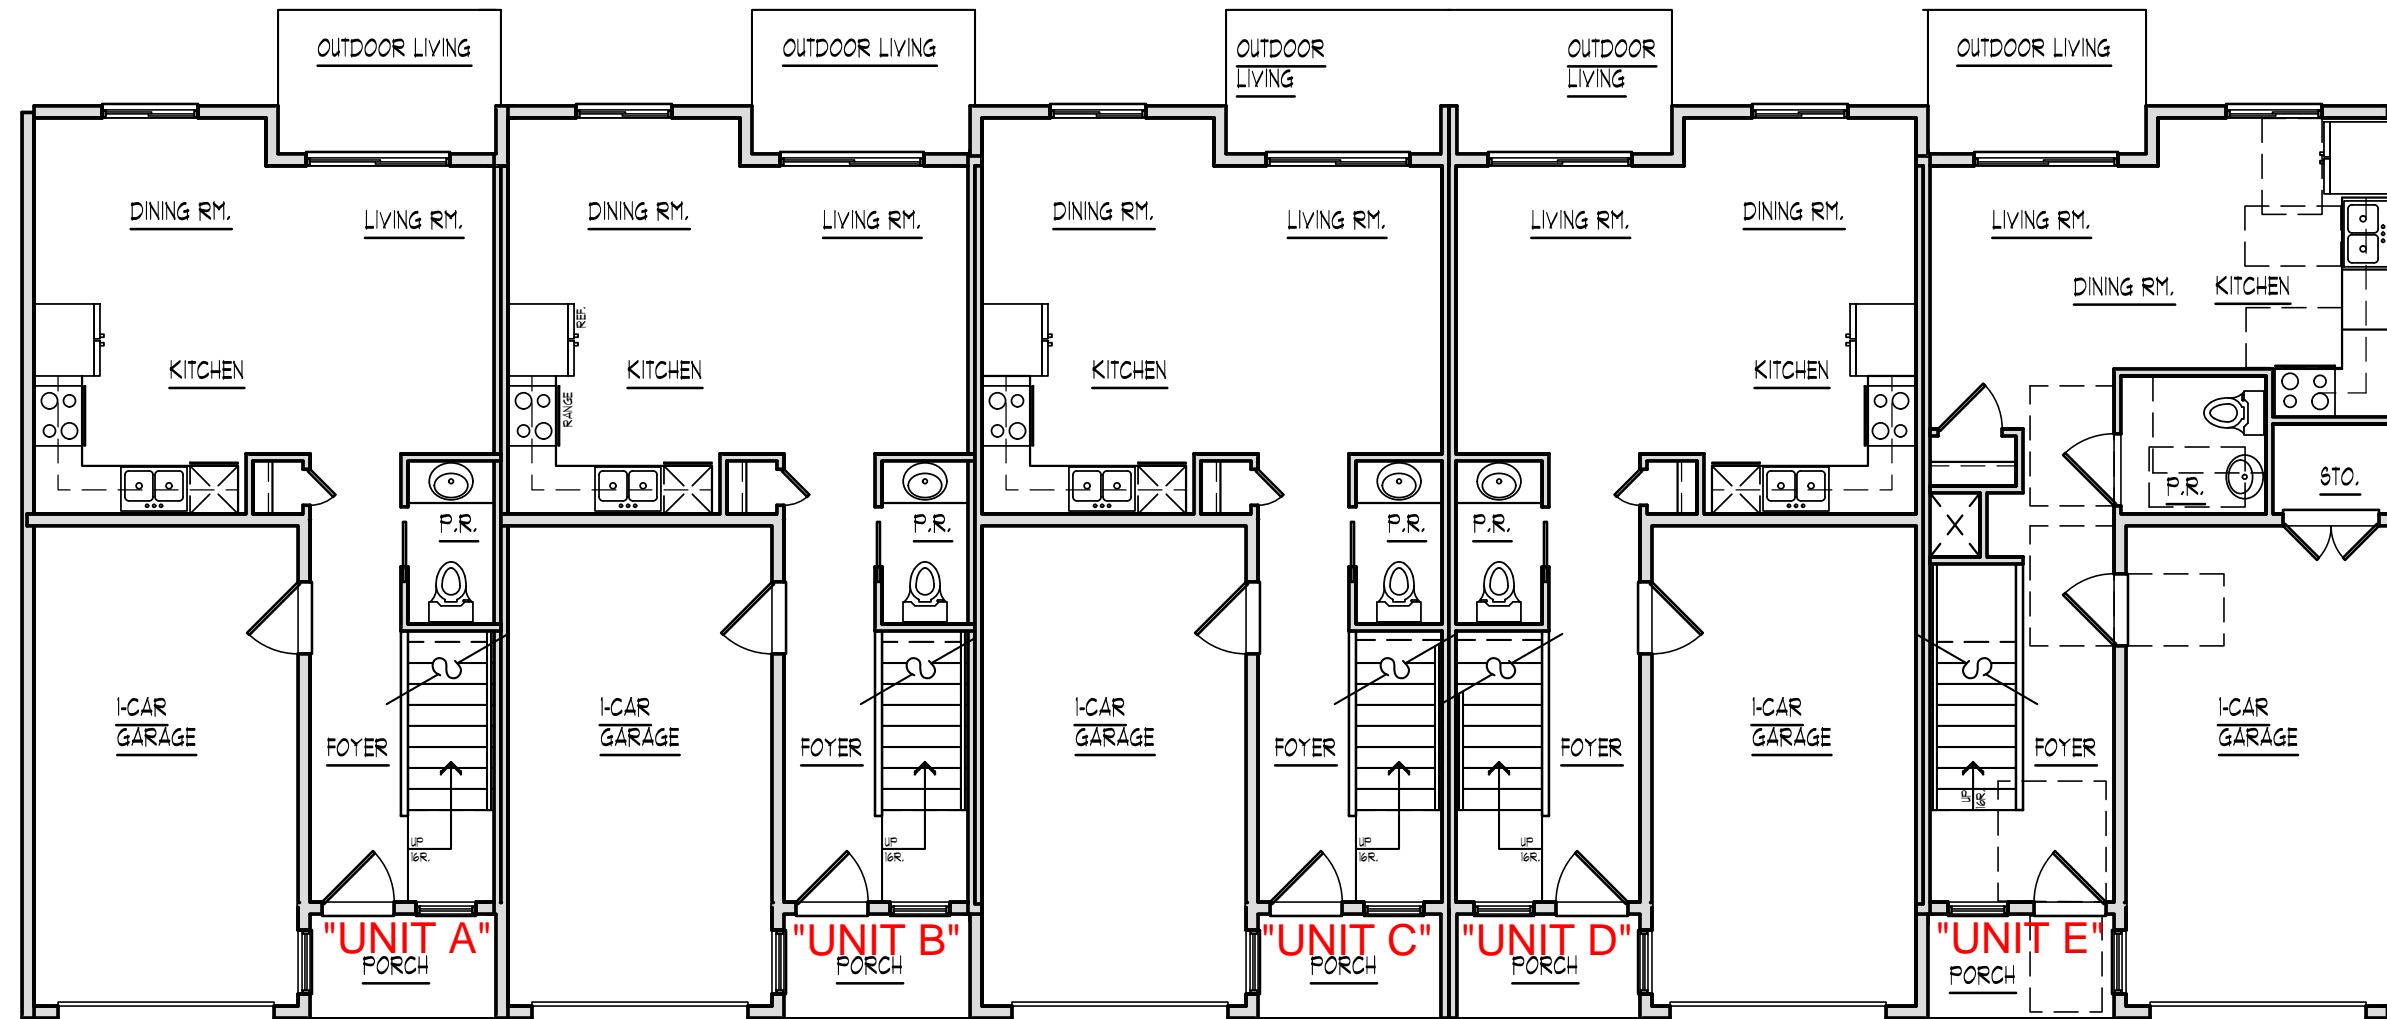 OUTDOOR LIVING
OUTDOOR LIVING
OUTDOOR
LIVING
OUTDOOR
LIVING
OUTDOOR LIVING
DINING RM.
LIVING RM.
DINING RM.
LIVING RM.
DINING RM.
LIVING RM.
LIVING RM.
DINING RM.
LIVING RM.
DINING RM.
KITCHEN
REF.
RANGE
KITCHEN
KITCHEN
KITCHEN
KITCHEN
P.R.
P.R.
P.R.
P.R.
P.R.
STO.
1-CAR
GARAGE
FOYER
1-CAR
GARAGE
FOYER
1-CAR
GARAGE
FOYER
FOYER
1-CAR
GARAGE
FOYER
1-CAR
GARAGE
UP
16R.
UP
16R.
UP
16R.
UP
16R.
UP
16R.
"UNIT A"
PORCH
"UNIT B"
PORCH
"UNIT C"
PORCH
"UNIT D"
PORCH
"UNIT E"
PORCH